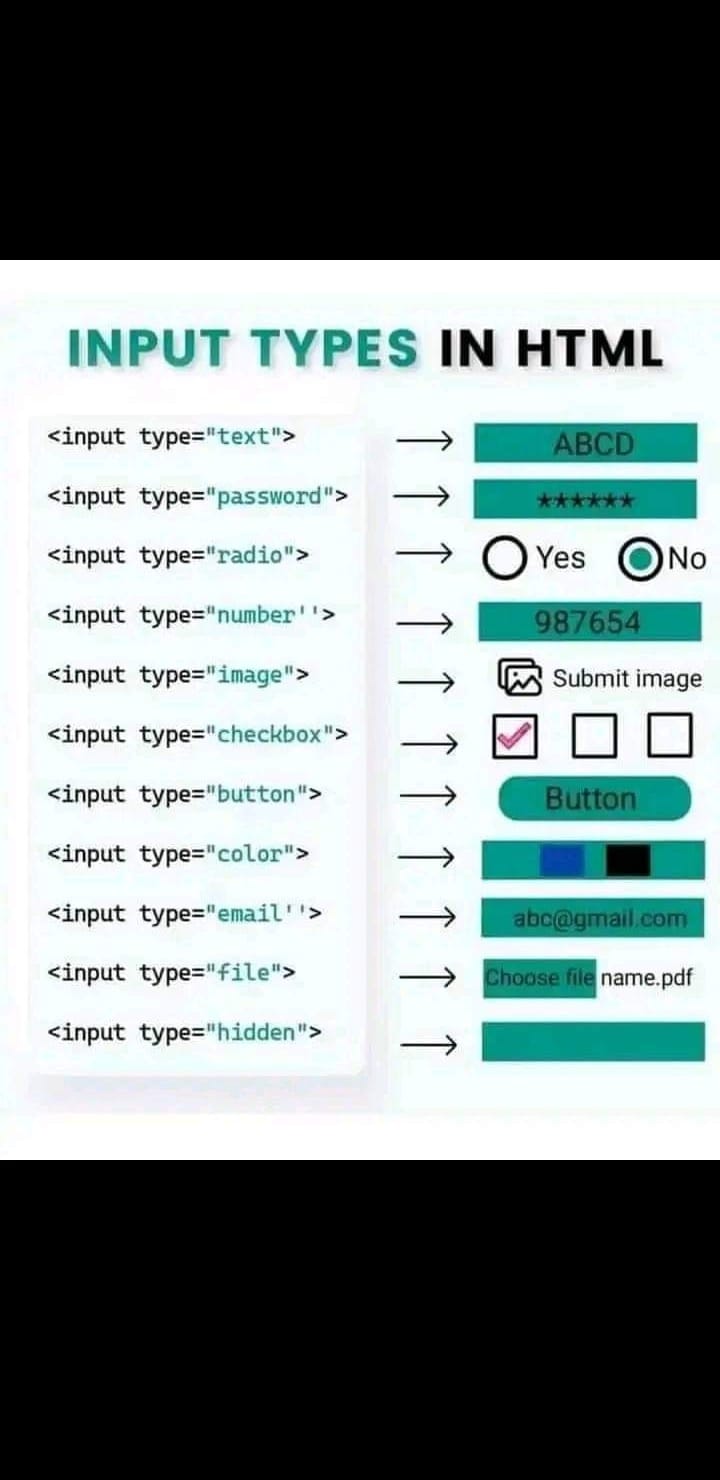 INPUT TYPES IN HTML
<input type="text"> ABCD
<input type="password"> ******
<input type="radio"> Yes No
<input type="number''> 987654
<input type="image"> Submit image
<input type="checkbox">
<input type="button"> Button
<input type="color">
<input type="email''> abc@gmail.com
<input type="file"> Choose file name.pdf
<input type="hidden">